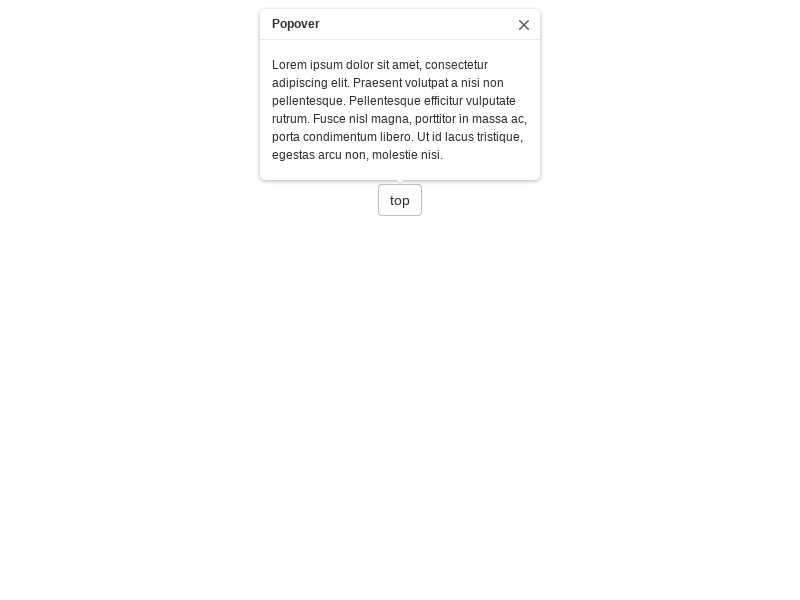 Popover
Lorem ipsum dolor sit amet, consectetur
adipiscing elit. Praesent volutpat a nisi non
pellentesque. Pellentesque efficitur vulputate
rutrum. Fusce nisl magna, porttitor in massa ac,
porta condimentum libero. Ut id lacus tristique,
egestas arcu non, molestie nisi.
top